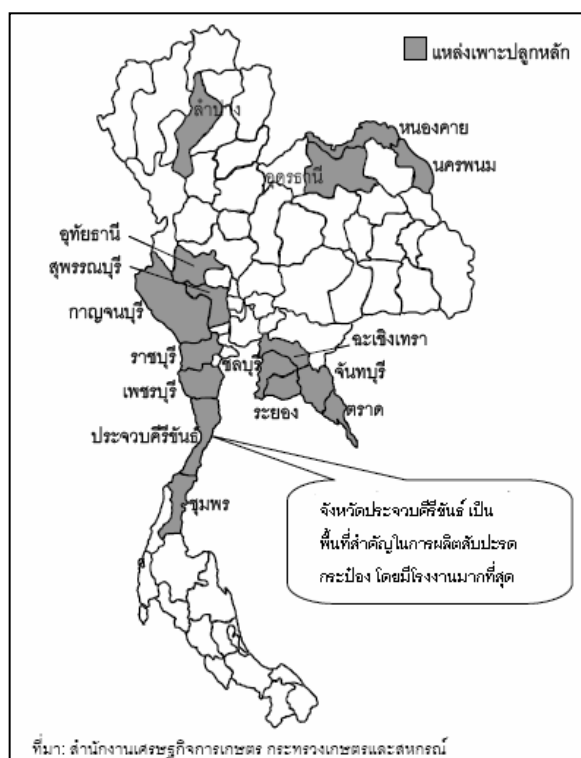 แหล่งเพาะปลูกหลัก
ลำปาง
หนองคาย
นครพนม
อุดรธานี
อุทัยธานี
สุพรรณบุรี
กาญจนบุรี
ฉะเชิงเทรา
ราชบุรี
ชลบุรี
จันทบุรี
เพชรบุรี
ระยอง
ตราด
ประจวบคีรีขันธ์
ชุมพร
จังหวัดประจวบคีรีขันธ์ เป็น
พื้นที่สำคัญในการผลิตสับปะรด
กระป๋อง โดยมีโรงงานมากที่สุด
ที่มา: สำนักงานเศรษฐกิจการเกษตร กระทรวงเกษตรและสหกรณ์